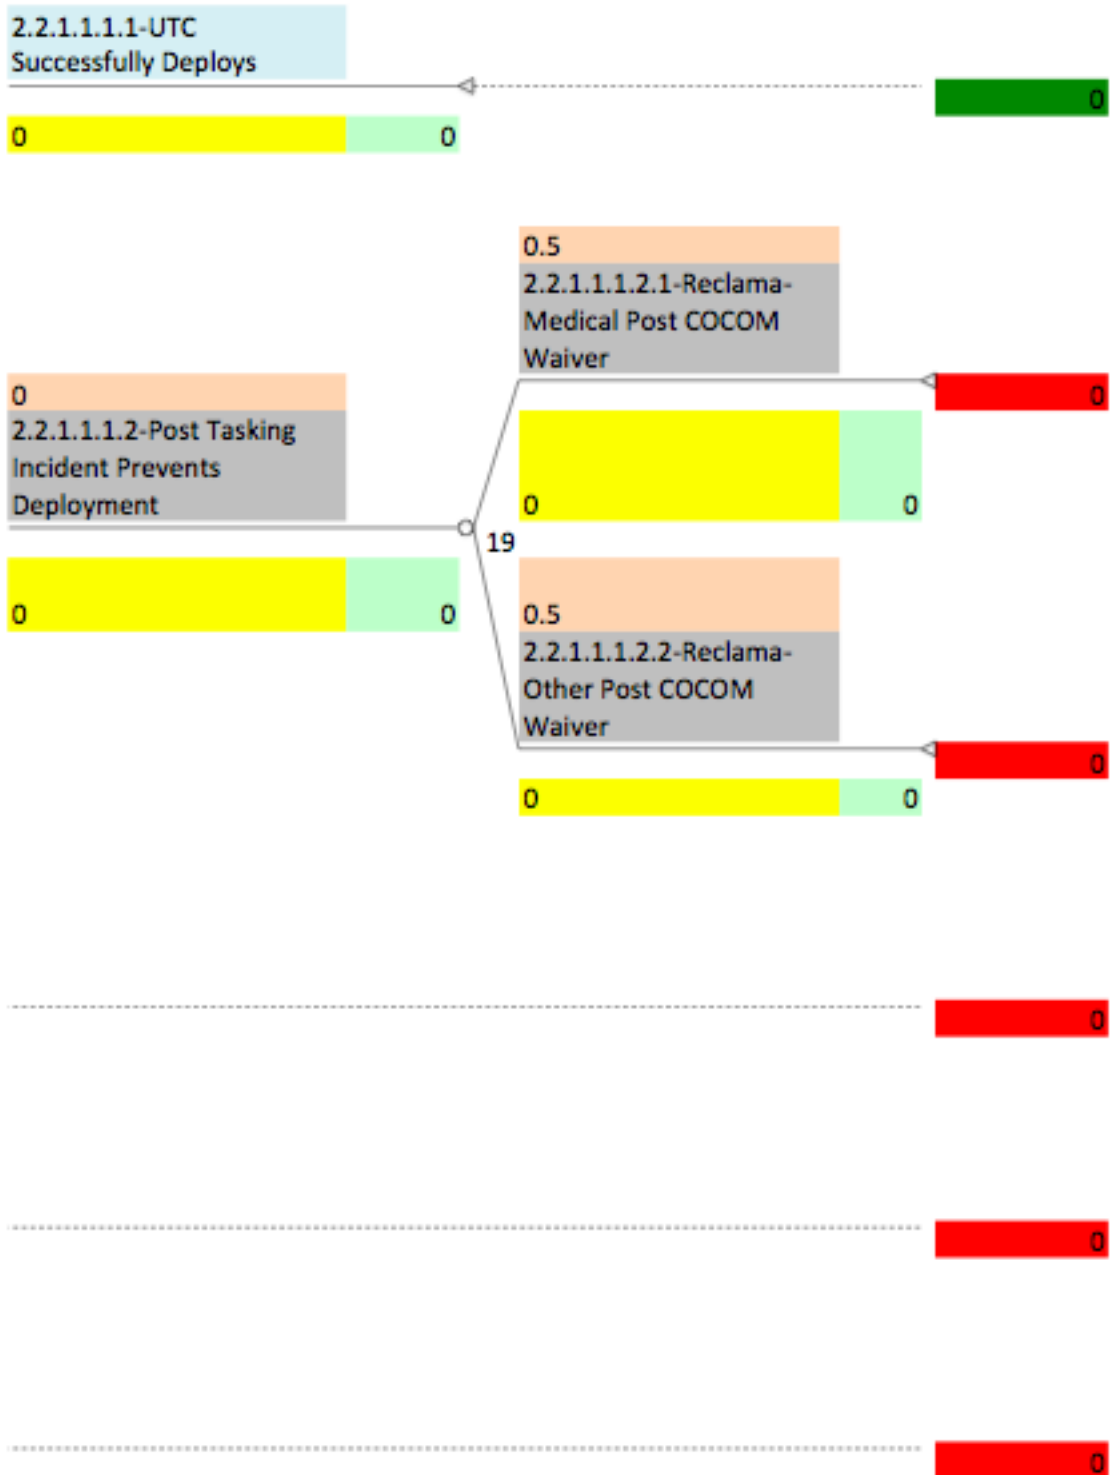 2.2.1.1.1.1-UTC
Successfully Deploys
0
0 0
0.5
2.2.1.1.1.2.1-Reclama-
Medical Post COCOM
Waiver
0
0
2.2.1.1.1.2-Post Tasking
Incident Prevents
Deployment
0 0
19
0 0
0.5
2.2.1.1.1.2.2-Reclama-
Other Post COCOM
Waiver
0
0 0
0
0
0